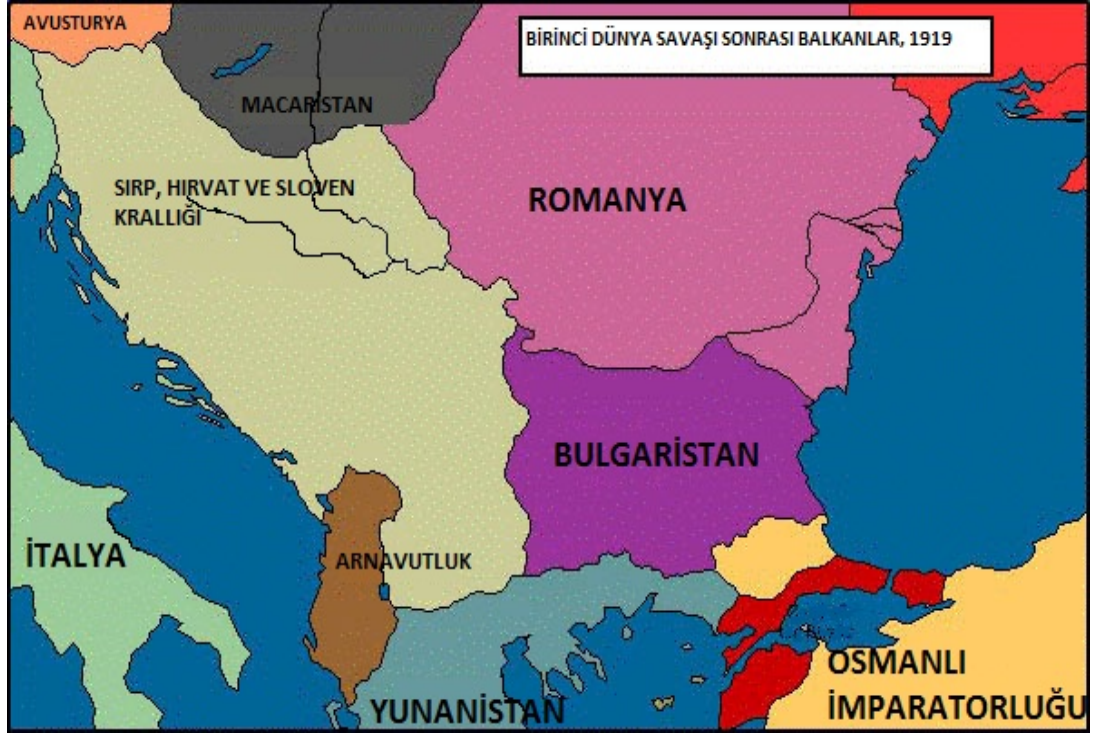 AVUSTURYA
BİRİNCİ DÜNYA SAVAŞI SONRASI BALKANLAR, 1919
MACARİSTAN
SIRP, HIRVAT VE SLOVEN
KRALLIĞI
ROMANYA
BULGARİSTAN
İTALYA
ARNAVUTLUK
OSMANLI
İMPARATORLUĞU
YUNANİSTAN